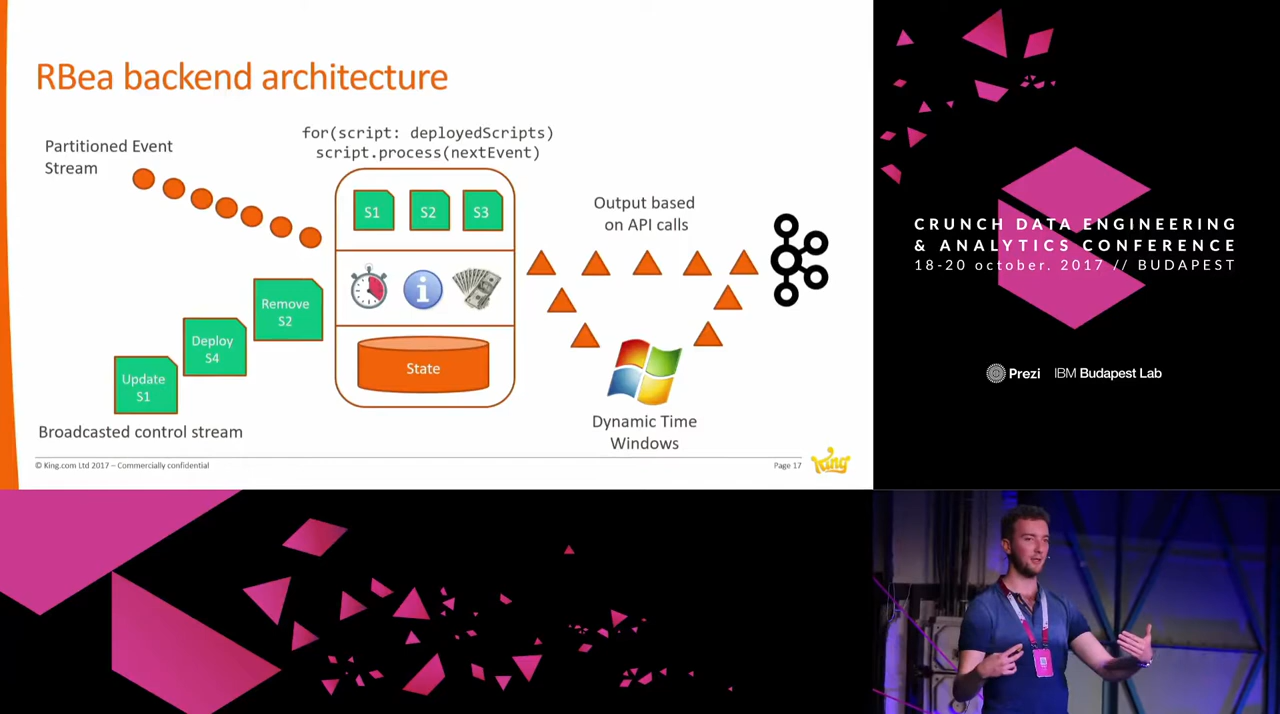 RBea backend architecture
Partitioned Event
Stream
for(script: deployedScripts)
script.process(nextEvent)
S1
S2
S3
Output based
on API calls
Remove
S2
Deploy
S4
Update
S1
State
Dynamic Time
Windows
Broadcasted control stream
© King.com Ltd 2017 – Commercially confidential
Page 17
King
CRUNCH DATA ENGINEERING
& ANALYTICS CONFERENCE
18-20 october. 2017 // BUDAPEST
Prezi
IBM Budapest Lab